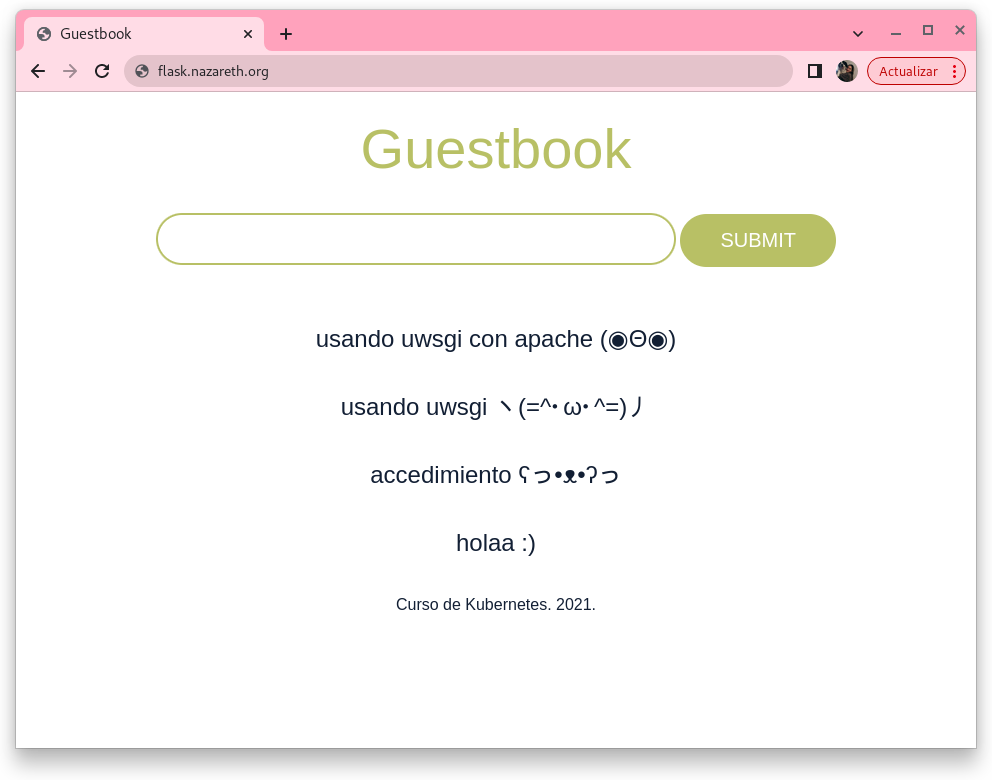 Guestbook
flask.nazareth.org
Actualizar
Guestbook
SUBMIT
usando uwsgi con apache (◉Θ◉)
usando uwsgi ヽ(=^･ω･^=)丿
accedimiento ʕっ•ᴥ•ʔっ
holaa :)
Curso de Kubernetes. 2021.